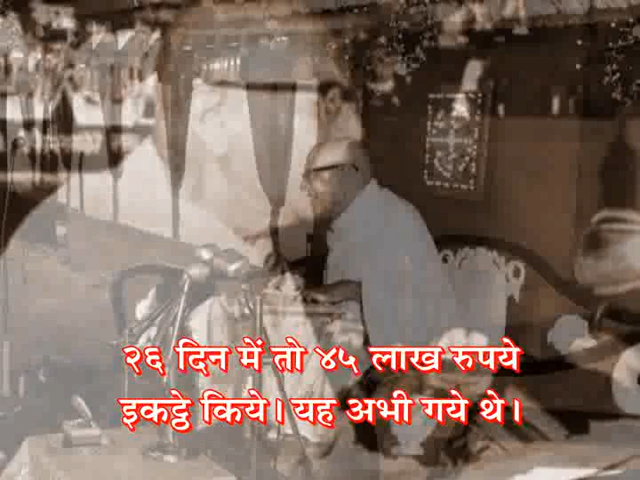 २६ दिन में तो ४५ लाख रुपये
इकट्ठे किये। यह अभी गये थे।